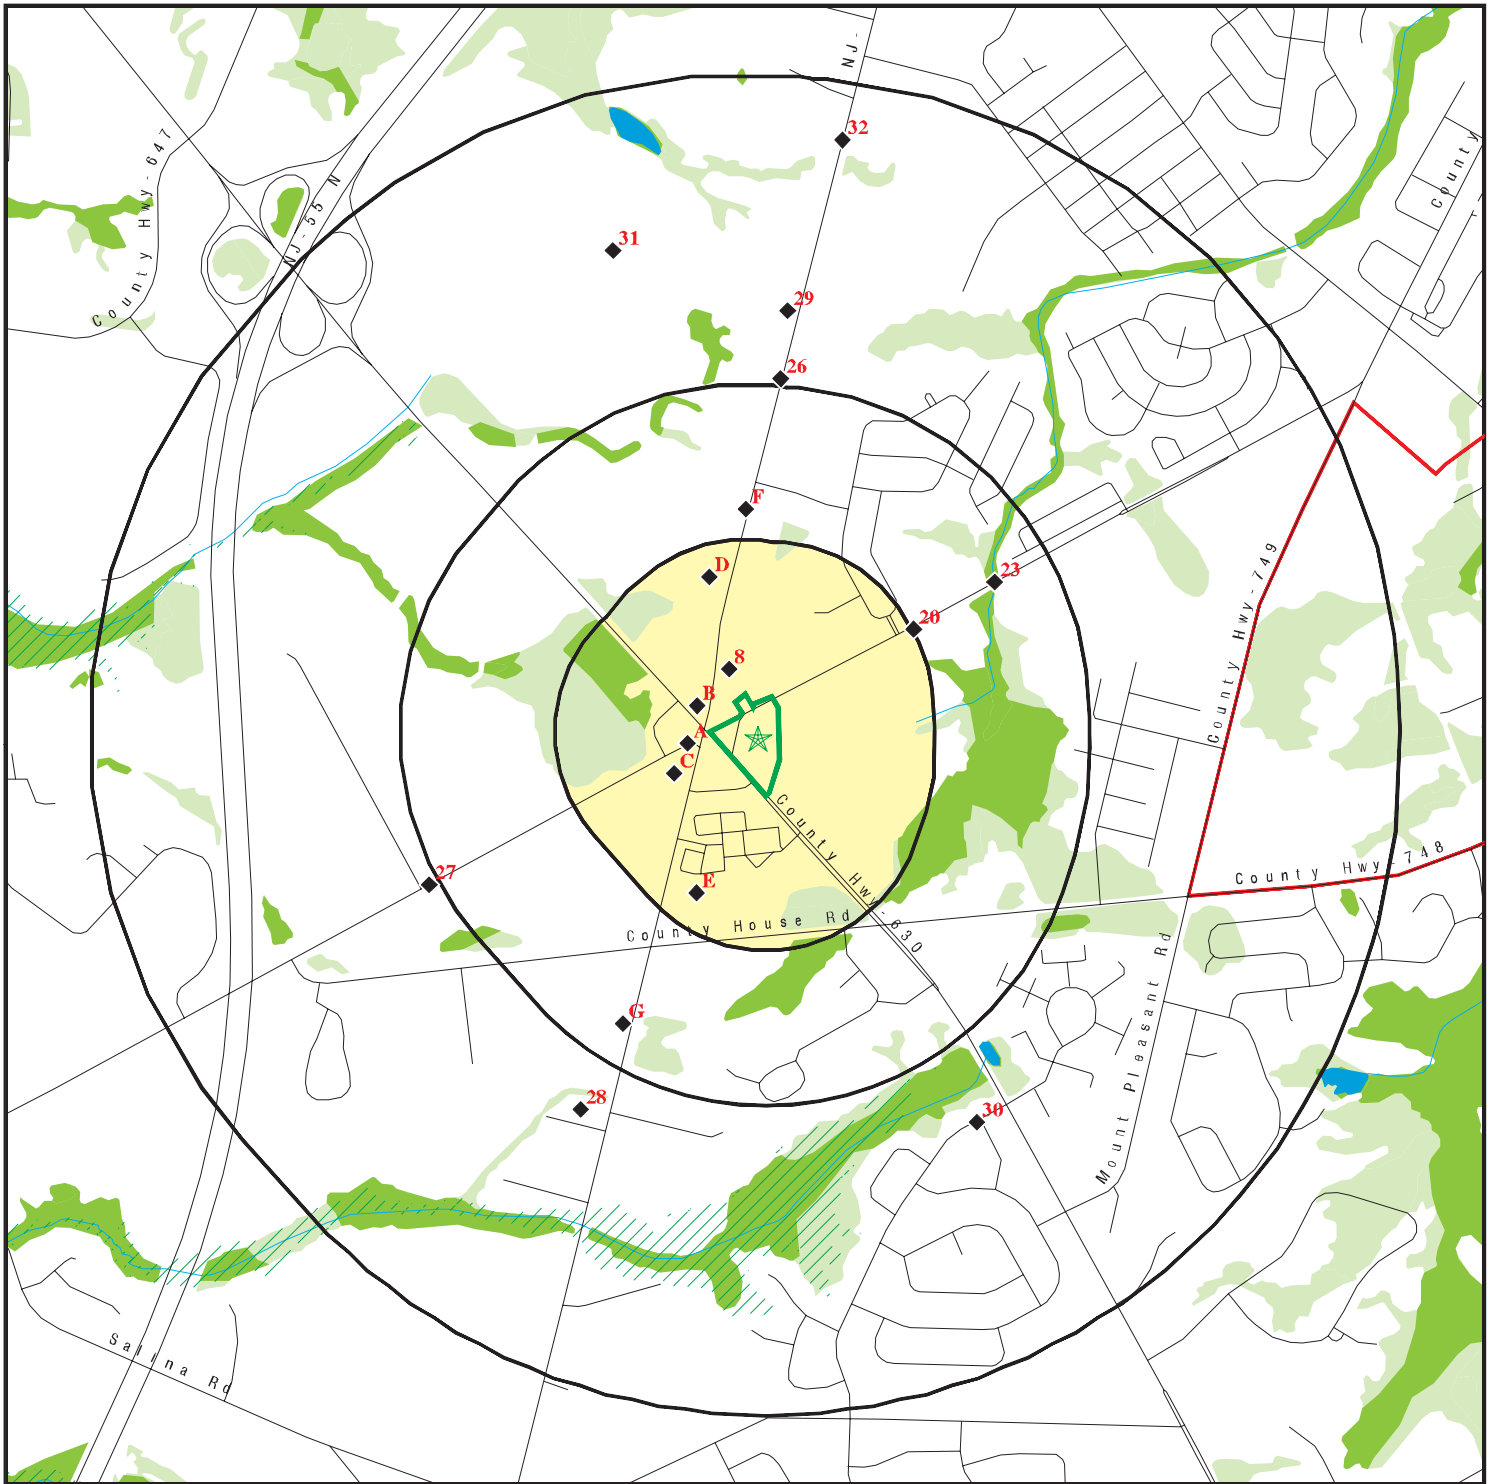 NJ-
32
County Hwy-647
County
NJ-55 N
31
29
26
F
D
23
20
8
County Hwy-749
B
A
C
County Hwy-630
27
County Hwy-748
E
County House Rd
Mount Pleasant Rd
G
28
30
Salina Rd